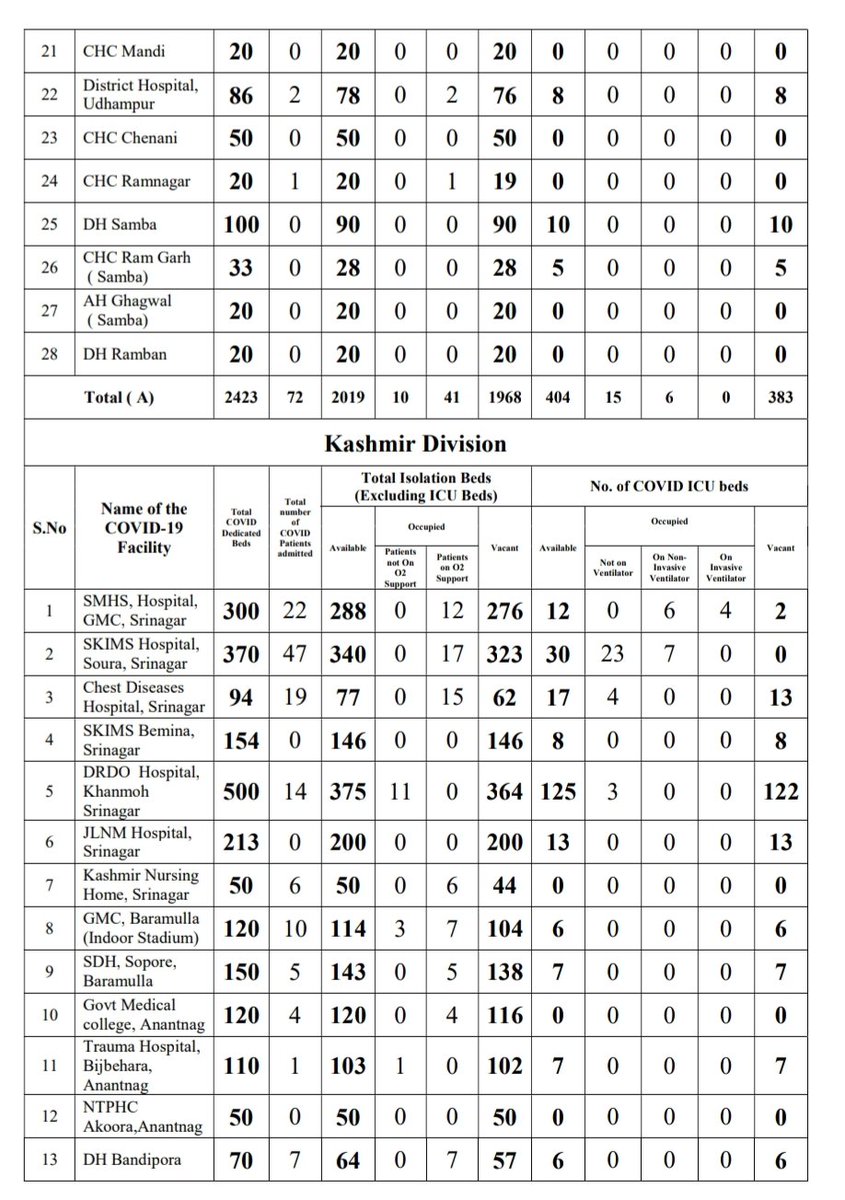 21 CHC Mandi 20 0 20 0 0 20 0 0 0 0 0
22 District Hospital, Udhampur 86 2 78 0 2 76 8 0 0 0 8
23 CHC Chenani 50 0 50 0 0 50 0 0 0 0 0
24 CHC Ramnagar 20 1 20 0 1 19 0 0 0 0 0
25 DH Samba 100 0 90 0 0 90 10 0 0 0 10
26 CHC Ram Garh ( Samba) 33 0 28 0 0 28 5 0 0 0 5
27 AH Ghagwal ( Samba) 20 0 20 0 0 20 0 0 0 0 0
28 DH Ramban 20 0 20 0 0 20 0 0 0 0 0
Total ( A) 2423 72 2019 10 41 1968 404 15 6 0 383
Kashmir Division
S.No
Name of the COVID-19 Facility
Total COVID Dedicated Beds
Total number of COVID Patients admitted
Total Isolation Beds (Excluding ICU Beds)
Available
Occupied
Patients not On O2 Support
Patients on O2 Support
Vacant
No. of COVID ICU beds
Available
Occupied
Not on Ventilator
On Non-Invasive Ventilator
On Invasive Ventilator
Vacant
1 SMHS, Hospital, GMC, Srinagar 300 22 288 0 12 276 12 0 6 4 2
2 SKIMS Hospital, Soura, Srinagar 370 47 340 0 17 323 30 23 7 0 0
3 Chest Diseases Hospital, Srinagar 94 19 77 0 15 62 17 4 0 0 13
4 SKIMS Bemina, Srinagar 154 0 146 0 0 146 8 0 0 0 8
5 DRDO Hospital, Khanmoh Srinagar 500 14 375 11 0 364 125 3 0 0 122
6 JLNM Hospital, Srinagar 213 0 200 0 0 200 13 0 0 0 13
7 Kashmir Nursing Home, Srinagar 50 6 50 0 6 44 0 0 0 0 0
8 GMC, Baramulla (Indoor Stadium) 120 10 114 3 7 104 6 0 0 0 6
9 SDH, Sopore, Baramulla 150 5 143 0 5 138 7 0 0 0 7
10 Govt Medical college, Anantnag 120 4 120 0 4 116 0 0 0 0 0
11 Trauma Hospital, Bijbehara, Anantnag 110 1 103 1 0 102 7 0 0 0 7
12 NTPHC Akoora,Anantnag 50 0 50 0 0 50 0 0 0 0 0
13 DH Bandipora 70 7 64 0 7 57 6 0 0 0 6